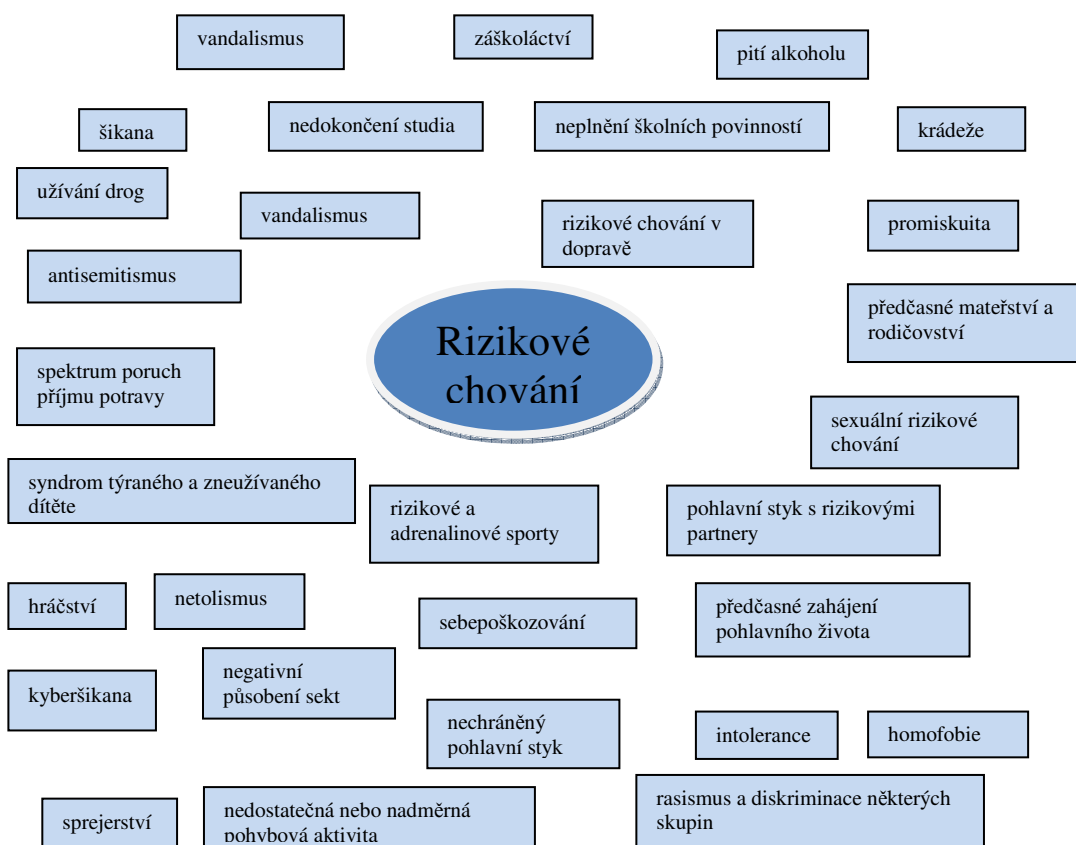 vandalismus
záškoláctví
pití alkoholu
šikana
nedokončení studia
neplnění školních povinností
krádeže
užívání drog
vandalismus
rizikové chování v
dopravě
promiskuita
antisemitismus
předčasné mateřství a
rodičovství
Rizikové
chování
spektrum poruch
příjmu potravy
sexuální rizikové
chování
syndrom týraného a zneužívaného
dítěte
rizikové a
adrenalinové sporty
pohlavní styk s rizikovými
partnery
hráčství
netolismus
sebepoškozování
předčasné zahájení
pohlavního života
kyberšikana
negativní
působení sekt
nechráněný
pohlavní styk
intolerance
homofobie
sprejerství
nedostatečná nebo nadměrná
pohybová aktivita
rasismus a diskriminace některých
skupin